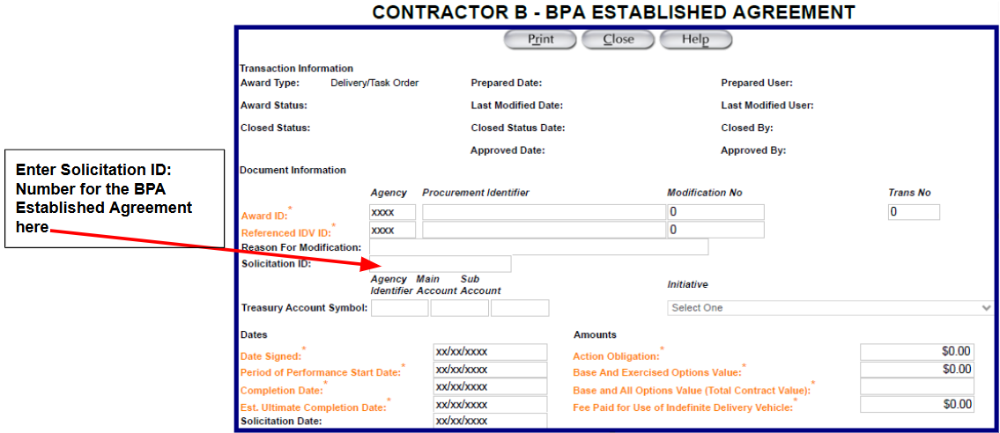 CONTRACTOR B - BPA ESTABLISHED AGREEMENT
Print Close Help
Transaction Information
Award Type: Delivery/Task Order Prepared Date: Prepared User:
Award Status: Last Modified Date: Last Modified User:
Closed Status: Closed Status Date: Closed By:
Approved Date: Approved By:
Enter Solicitation ID:
Number for the BPA
Established Agreement
here
Document Information
Agency Procurement Identifier Modification No Trans No
Award ID:* xxxx 0 0
Referenced IDV ID:* xxxx 0
Reason For Modification:
Solicitation ID:
Agency Main Sub
Identifier Account Account Initiative
Treasury Account Symbol: Select One
Dates Amounts
Date Signed:* xx/xx/xxxx Action Obligation:* $0.00
Period of Performance Start Date:* xx/xx/xxxx Base And Exercised Options Value:* $0.00
Completion Date:* xx/xx/xxxx Base and All Options Value (Total Contract Value):*
Est. Ultimate Completion Date:* xx/xx/xxxx Fee Paid for Use of Indefinite Delivery Vehicle:* $0.00
Solicitation Date: xx/xx/xxxx